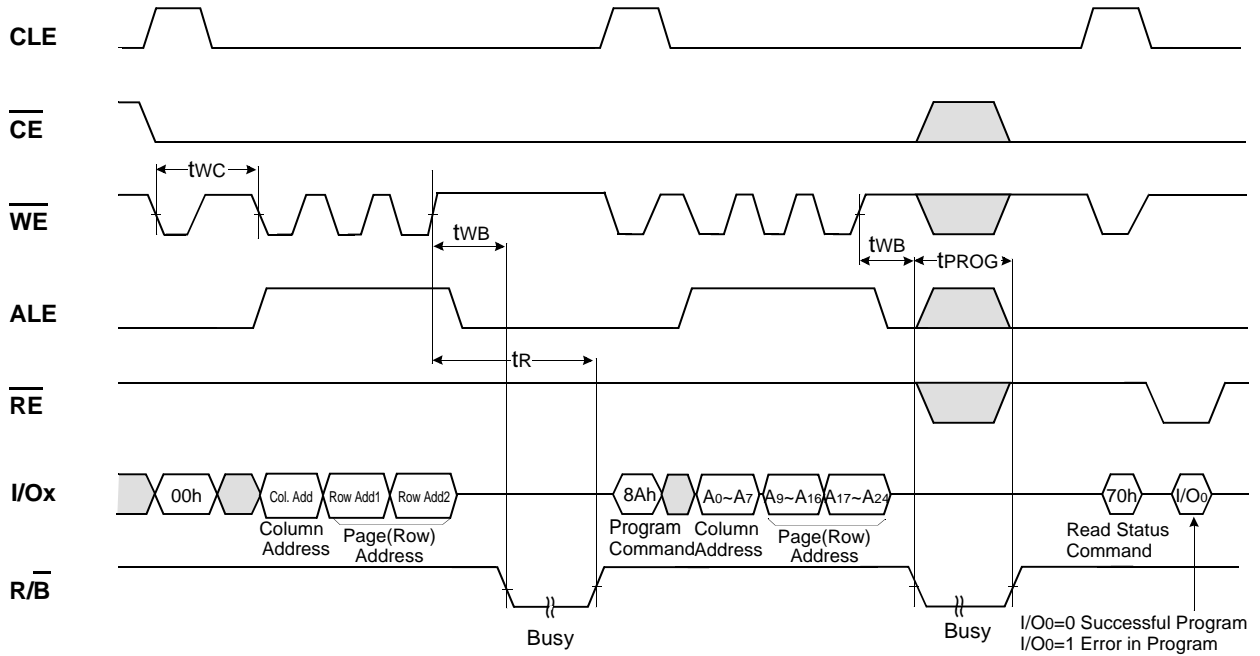 CLE
CE
tWC
WE
tWB
tWB
tPROG
ALE
tR
RE
I/Ox
00h
Col. Add
Row Add1
Row Add2
8Ah
A0~A7
A9~A16
A17~A24
70h
I/O0
Column
Address
Page(Row)
Address
Program
Command
Column
Address
Page(Row)
Address
Read Status
Command
R/B
Busy
Busy
I/O0=0 Successful Program
I/O0=1 Error in Program